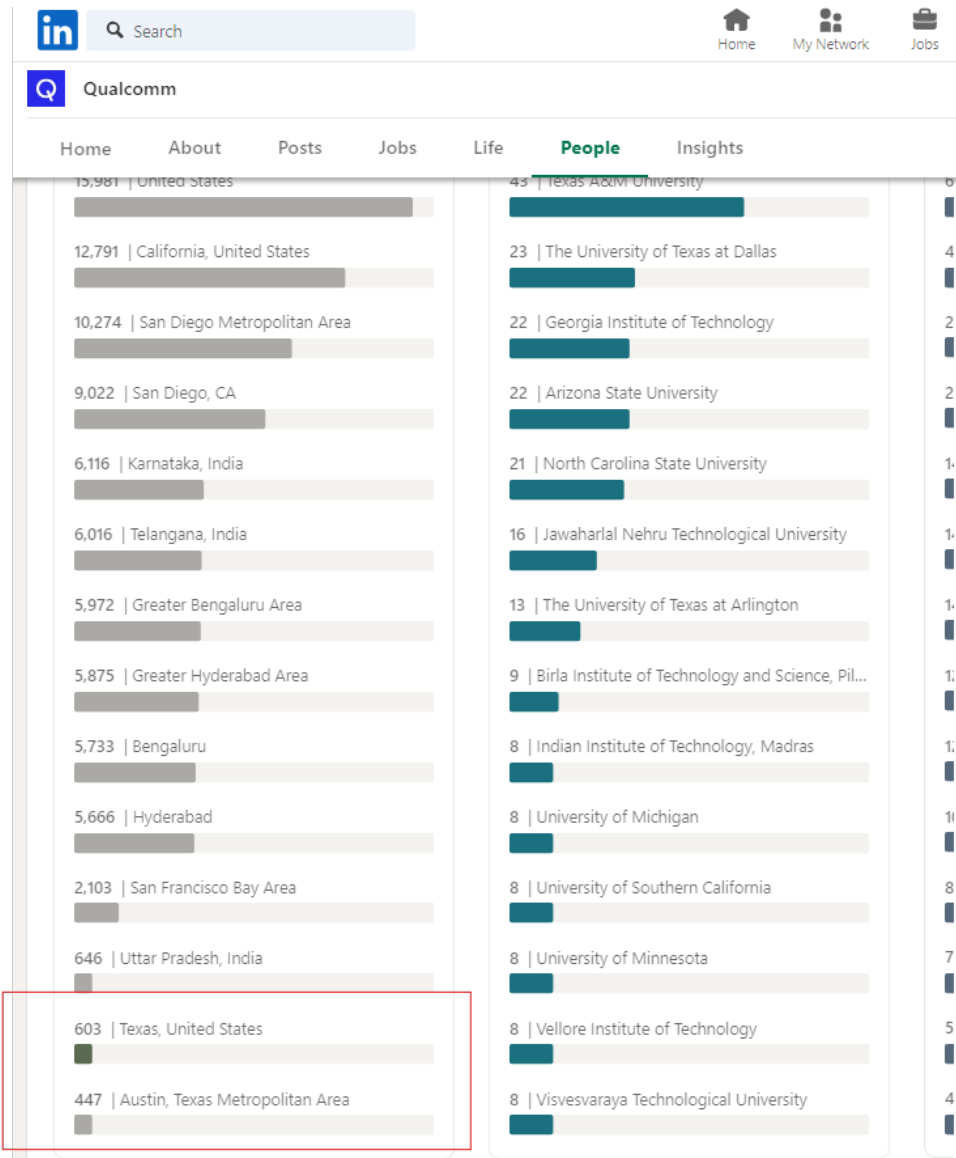 in
Search
Home
My Network
Jobs
Q
Qualcomm
Home
About
Posts
Jobs
Life
People
Insights
15,981 | United States
12,791 | California, United States
10,274 | San Diego Metropolitan Area
9,022 | San Diego, CA
6,116 | Karnataka, India
6,016 | Telangana, India
5,972 | Greater Bengaluru Area
5,875 | Greater Hyderabad Area
5,733 | Bengaluru
5,666 | Hyderabad
2,103 | San Francisco Bay Area
646 | Uttar Pradesh, India
603 | Texas, United States
447 | Austin, Texas Metropolitan Area
43 | Texas A&M University
23 | The University of Texas at Dallas
22 | Georgia Institute of Technology
22 | Arizona State University
21 | North Carolina State University
16 | Jawaharlal Nehru Technological University
13 | The University of Texas at Arlington
9 | Birla Institute of Technology and Science, Pil...
8 | Indian Institute of Technology, Madras
8 | University of Michigan
8 | University of Southern California
8 | University of Minnesota
8 | Vellore Institute of Technology
8 | Visvesvaraya Technological University